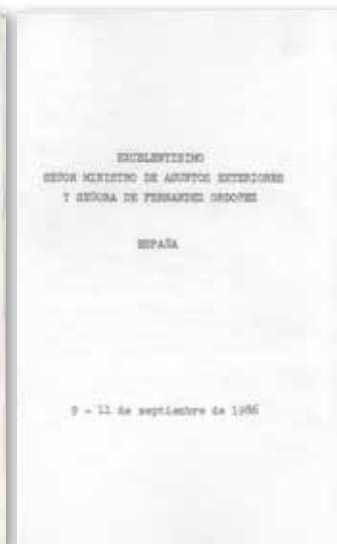 EXCELENTISIMO
SEÑOR MINISTRO DE ASUNTOS EXTERIORES
Y SEÑORA DE FERNANDEZ ORDOÑEZ
ESPAÑA
9 - 11 de septiembre de 1986